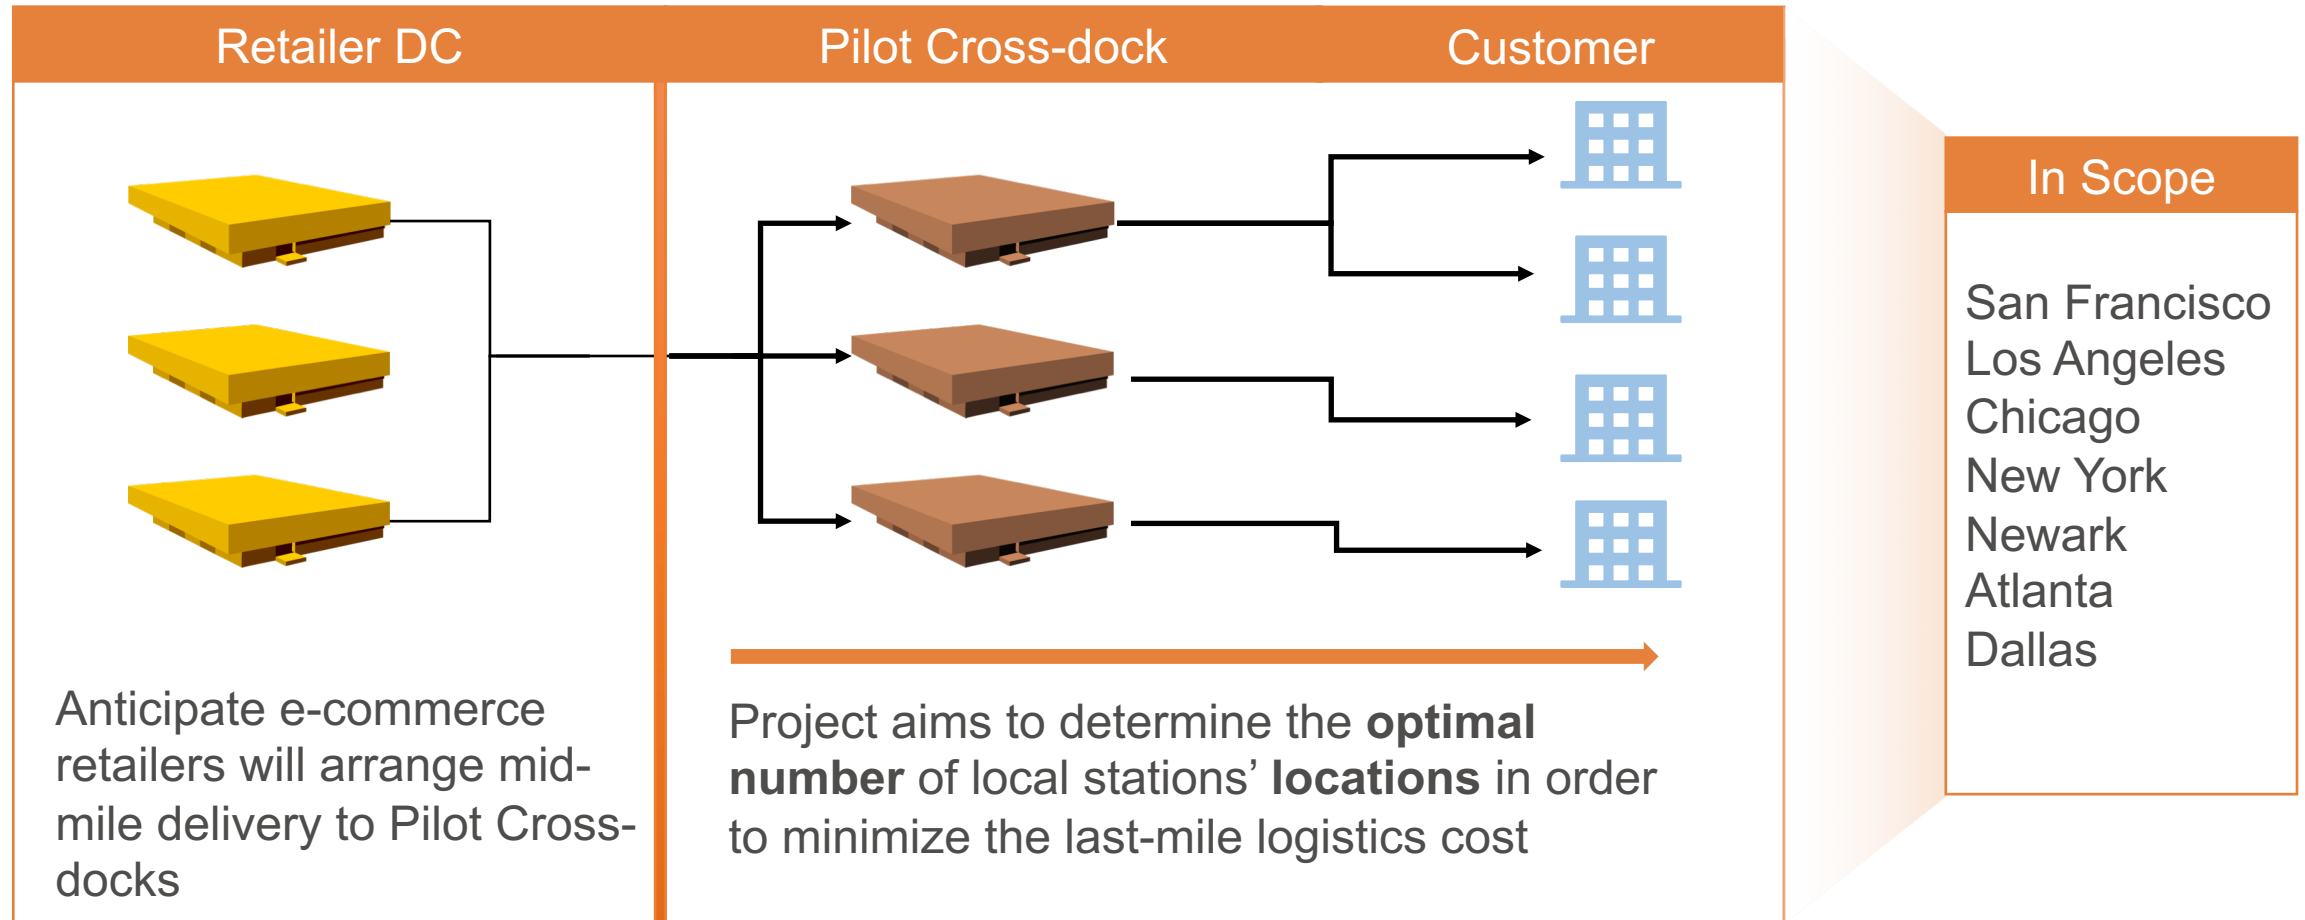 Retailer DC
Pilot Cross-dock
Customer
Anticipate e-commerce
retailers will arrange mid-
mile delivery to Pilot Cross-
docks
Project aims to determine the optimal
number of local stations’ locations in order
to minimize the last-mile logistics cost
In Scope
San Francisco
Los Angeles
Chicago
New York
Newark
Atlanta
Dallas